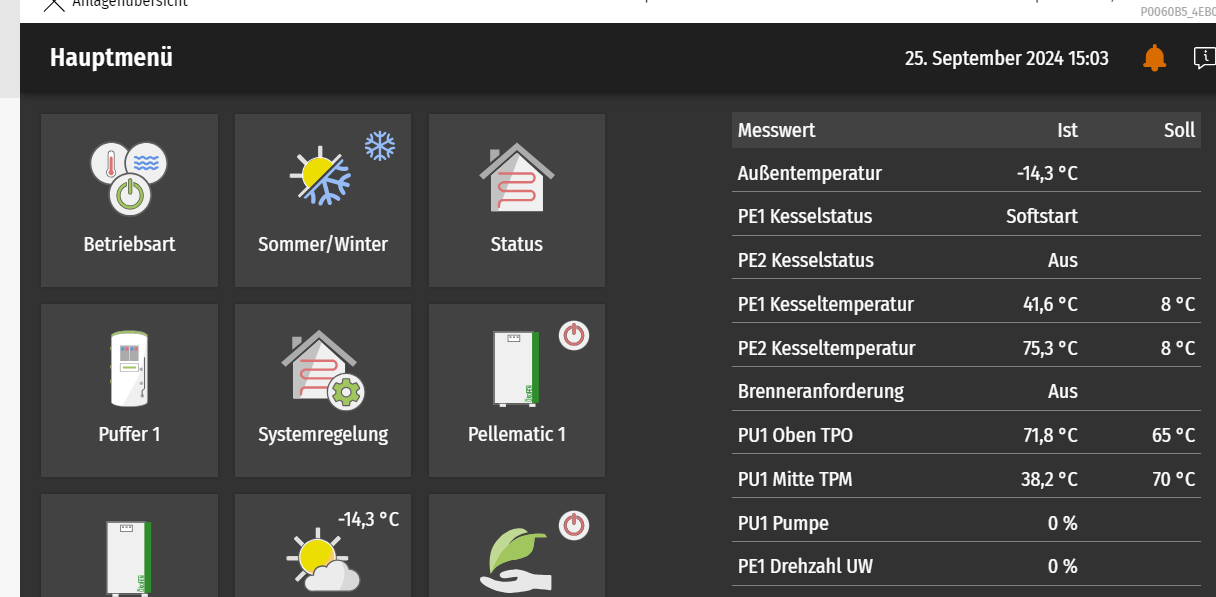 Anlagenübersicht
P0060B5_4EB0
Hauptmenü
25. September 2024 15:03
Betriebsart
Sommer/Winter
Status
Puffer 1
Systemregelung
Pellematic 1
-14,3 °C
Messwert Ist Soll
Außentemperatur -14,3 °C
PE1 Kesselstatus Softstart
PE2 Kesselstatus Aus
PE1 Kesseltemperatur 41,6 °C 8 °C
PE2 Kesseltemperatur 75,3 °C 8 °C
Brenneranforderung Aus
PU1 Oben TPO 71,8 °C 65 °C
PU1 Mitte TPM 38,2 °C 70 °C
PU1 Pumpe 0 %
PE1 Drehzahl UW 0 %